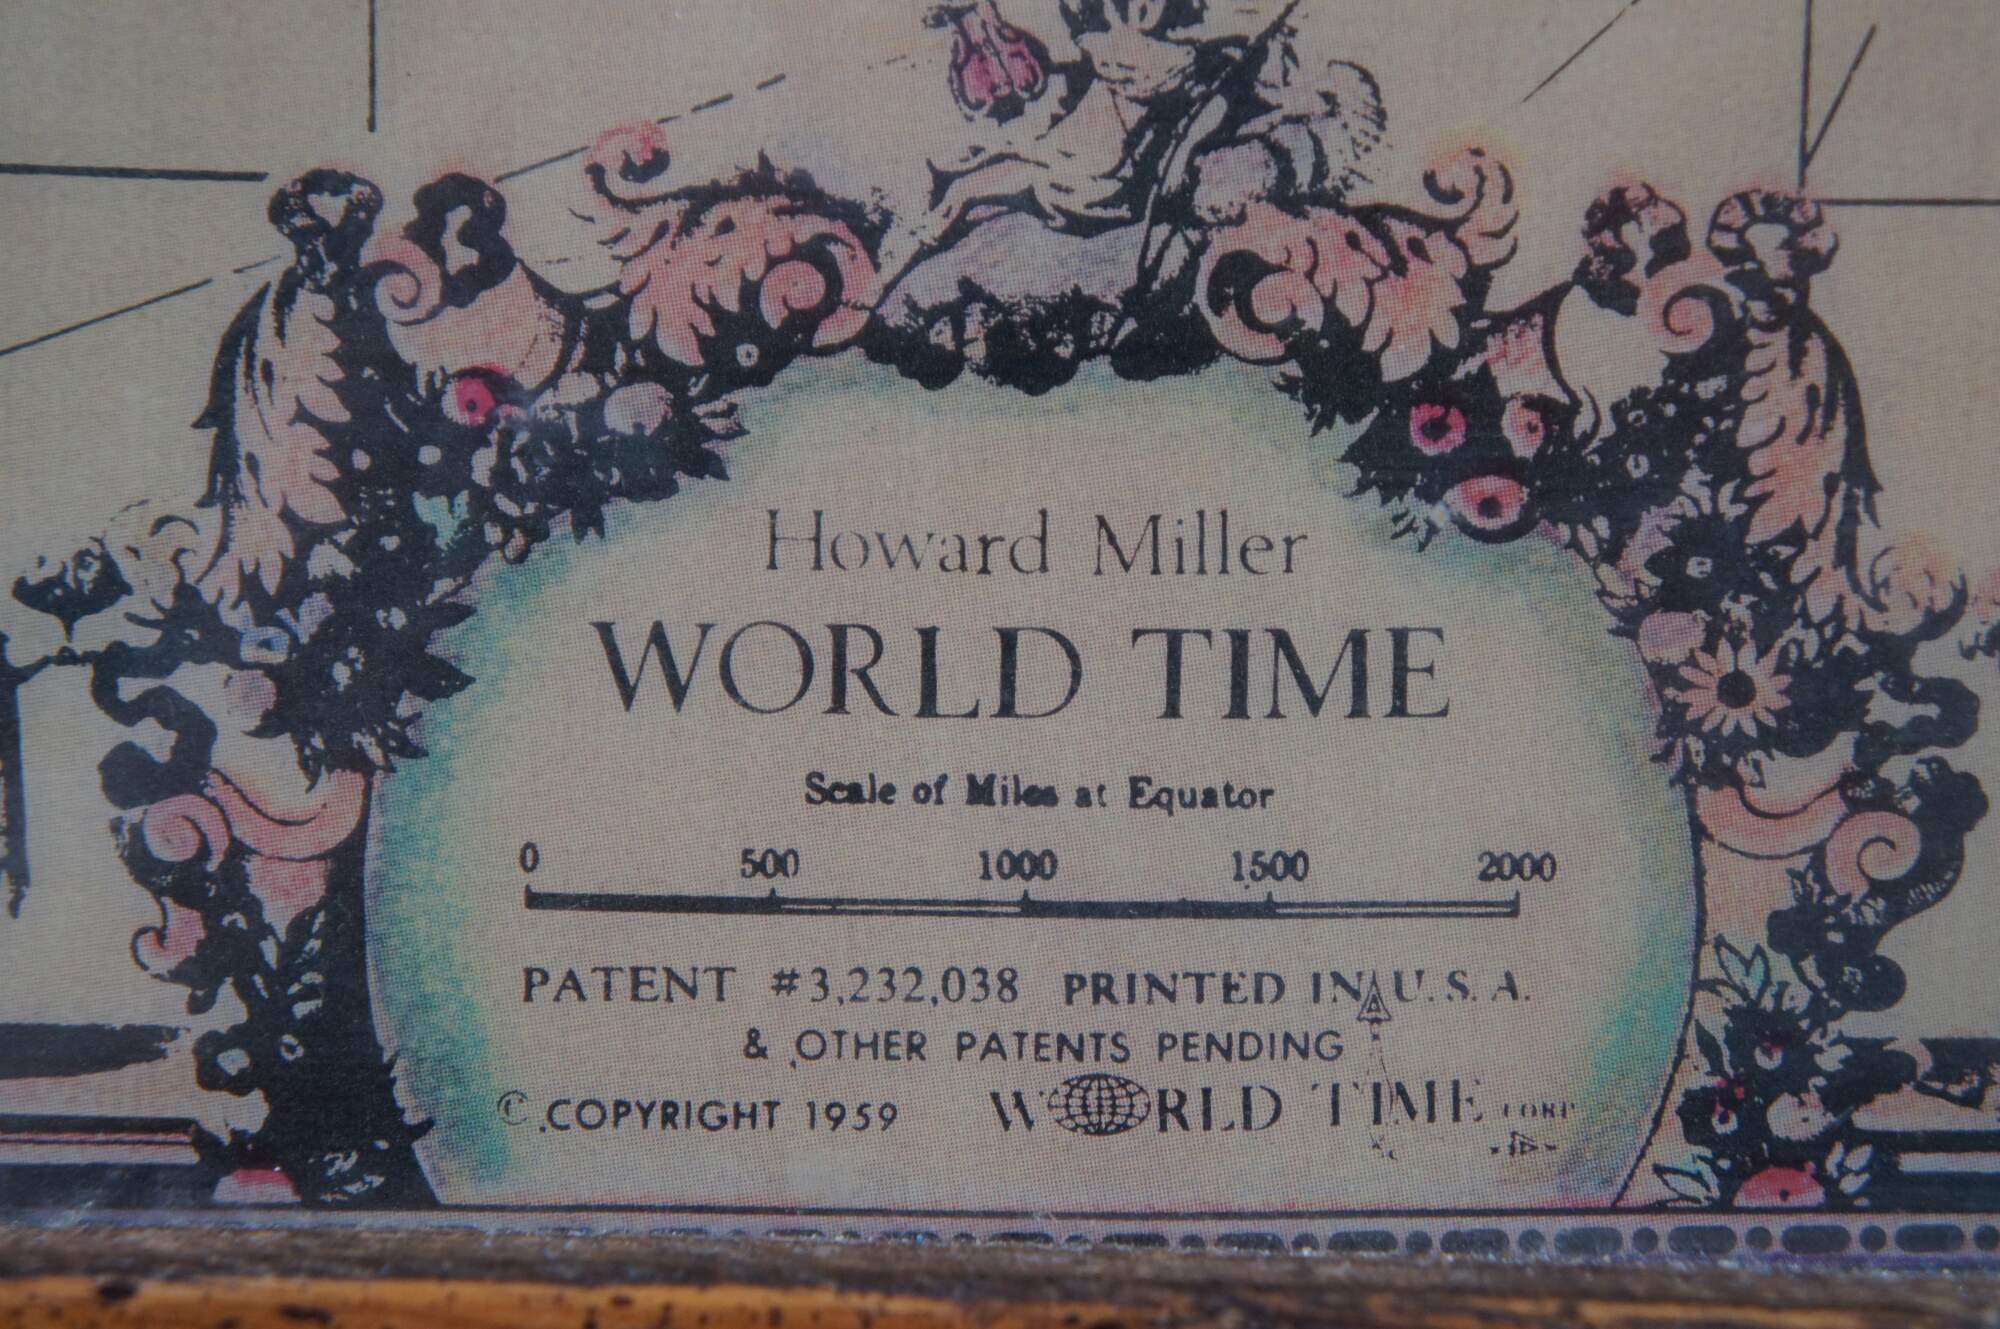 Howard Miller
WORLD TIME
Scale of Miles at Equator
0 500 1000 1500 2000
PATENT #3,232,038 PRINTED IN U.S.A.
& OTHER PATENTS PENDING
©.COPYRIGHT 1959 WORLD TIME CORP